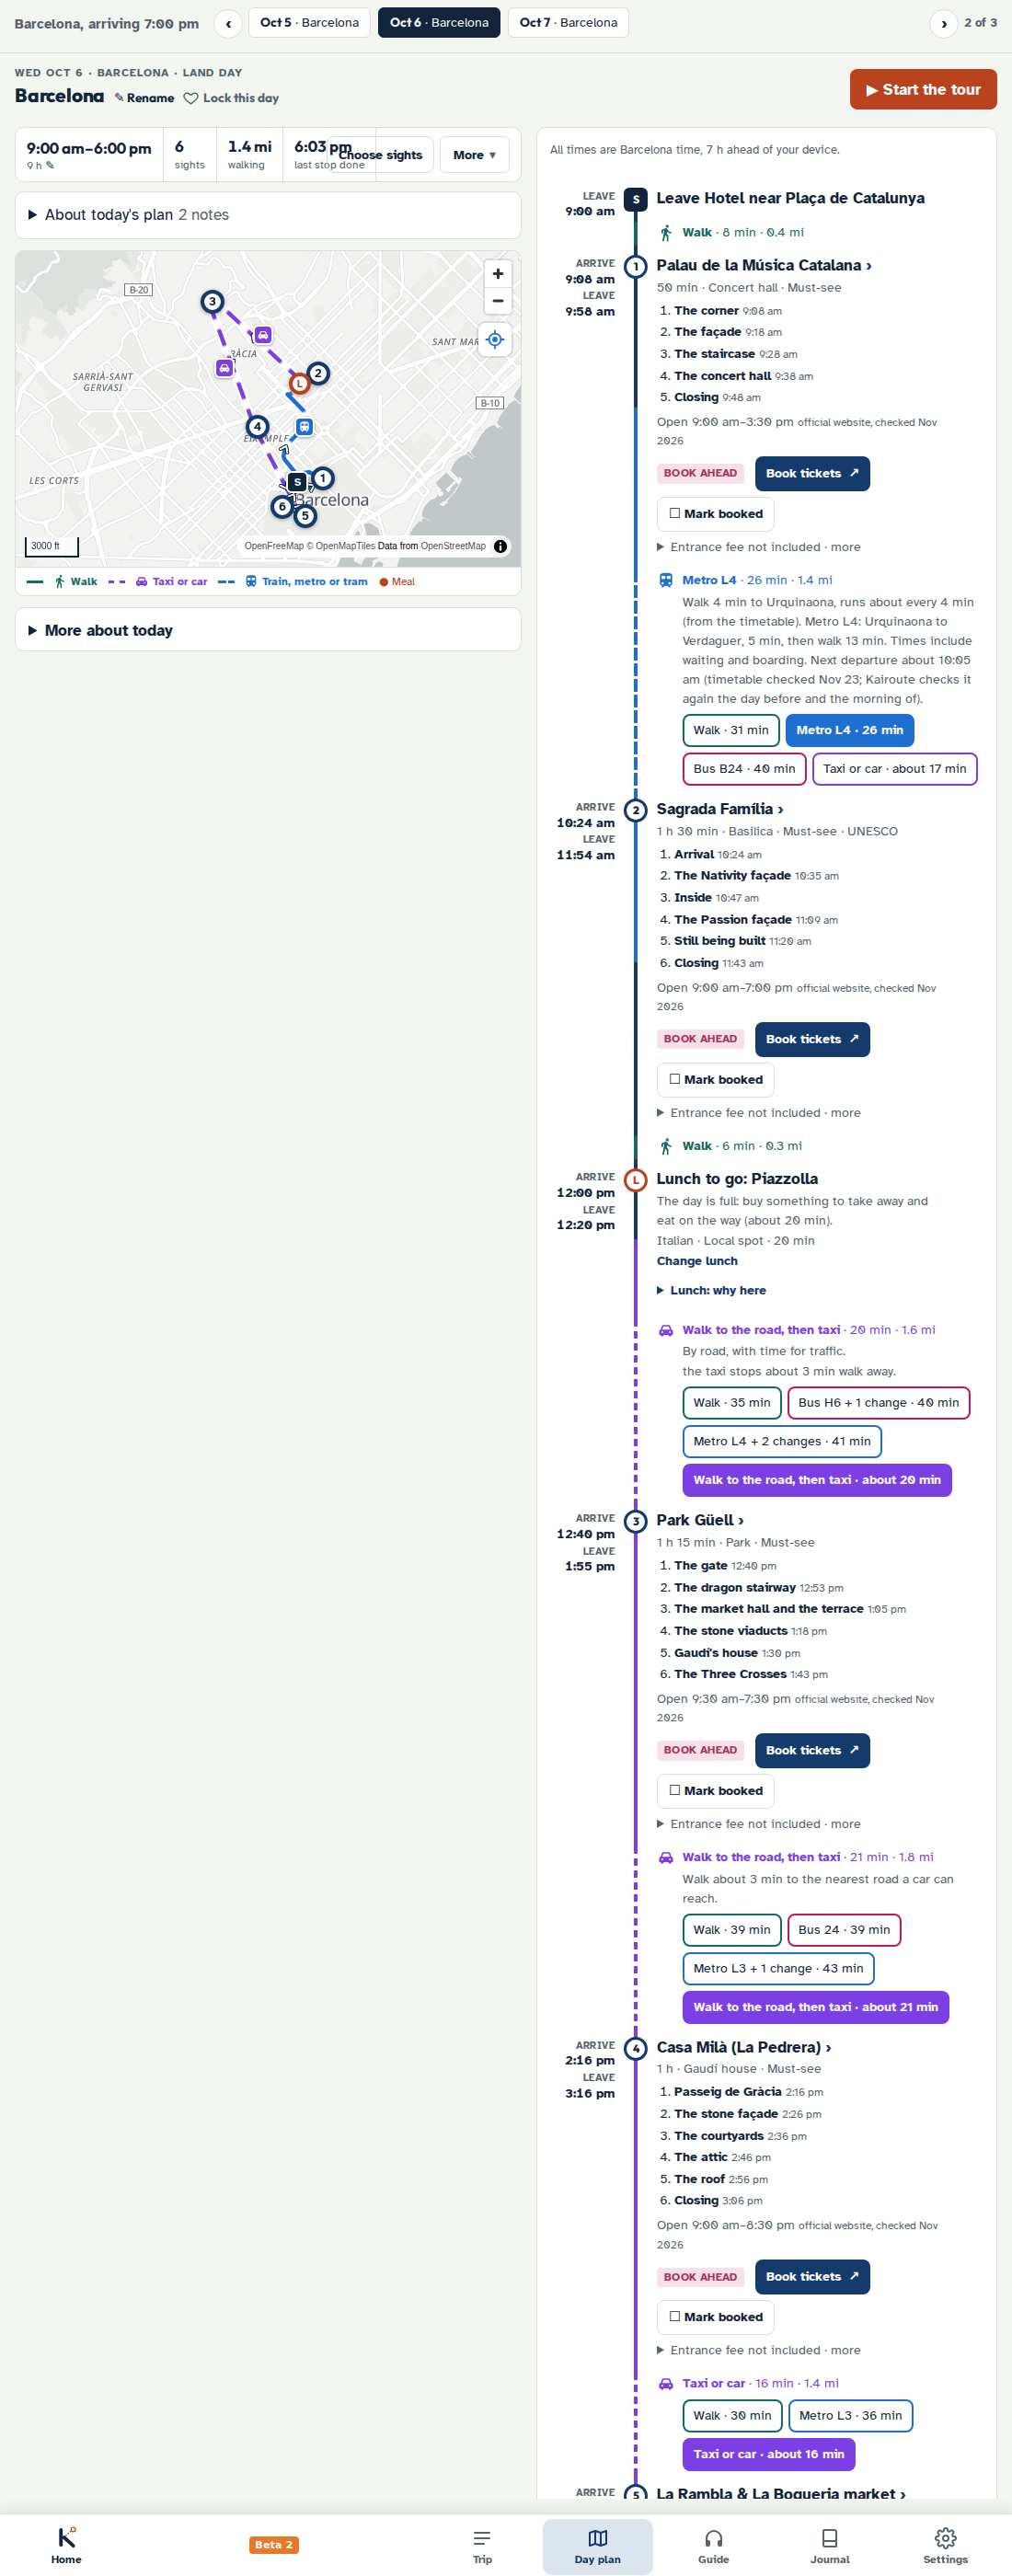 Barcelona, arriving 7:00 pm
‹
Oct 5 · Barcelona
Oct 6 · Barcelona
Oct 7 · Barcelona
›
2 of 3
WED OCT 6 · BARCELONA · LAND DAY
Barcelona
✎ Rename
Lock this day
▶ Start the tour
9:00 am–6:00 pm
9 h ✎
6
sights
1.4 mi
walking
6:03 pm
last stop done
Choose sights
More ▾
▶ About today's plan 2 notes
B-20
3
RÀCIA
SANT MAR
SARRIÀ-SANT
GERVASI
L
2
B-10
4
EIXAMPLE
LES CORTS
S
1
Barcelona
6
5
+
−
3000 ft
OpenFreeMap © OpenMapTiles Data from OpenStreetMap
Walk
Taxi or car
Train, metro or tram
Meal
▶ More about today
All times are Barcelona time, 7 h ahead of your device.
LEAVE
9:00 am
S
Leave Hotel near Plaça de Catalunya
Walk · 8 min · 0.4 mi
ARRIVE
9:08 am
LEAVE
9:58 am
1
Palau de la Música Catalana ›
50 min · Concert hall · Must-see
1. The corner 9:08 am
2. The façade 9:18 am
3. The staircase 9:28 am
4. The concert hall 9:38 am
5. Closing 9:48 am
Open 9:00 am–3:30 pm official website, checked Nov
2026
BOOK AHEAD
Book tickets ↗
☐ Mark booked
▶ Entrance fee not included · more
Metro L4 · 26 min · 1.4 mi
Walk 4 min to Urquinaona, runs about every 4 min
(from the timetable). Metro L4: Urquinaona to
Verdaguer, 5 min, then walk 13 min. Times include
waiting and boarding. Next departure about 10:05
am (timetable checked Nov 23; Kairoute checks it
again the day before and the morning of).
Walk · 31 min
Metro L4 · 26 min
Bus B24 · 40 min
Taxi or car · about 17 min
ARRIVE
10:24 am
LEAVE
11:54 am
2
Sagrada Família ›
1 h 30 min · Basilica · Must-see · UNESCO
1. Arrival 10:24 am
2. The Nativity façade 10:35 am
3. Inside 10:47 am
4. The Passion façade 11:09 am
5. Still being built 11:20 am
6. Closing 11:43 am
Open 9:00 am–7:00 pm official website, checked Nov
2026
BOOK AHEAD
Book tickets ↗
☐ Mark booked
▶ Entrance fee not included · more
Walk · 6 min · 0.3 mi
ARRIVE
12:00 pm
LEAVE
12:20 pm
L
Lunch to go: Piazzolla
The day is full: buy something to take away and
eat on the way (about 20 min).
Italian · Local spot · 20 min
Change lunch
▶ Lunch: why here
Walk to the road, then taxi · 20 min · 1.6 mi
By road, with time for traffic.
the taxi stops about 3 min walk away.
Walk · 35 min
Bus H6 + 1 change · 40 min
Metro L4 + 2 changes · 41 min
Walk to the road, then taxi · about 20 min
ARRIVE
12:40 pm
LEAVE
1:55 pm
3
Park Güell ›
1 h 15 min · Park · Must-see
1. The gate 12:40 pm
2. The dragon stairway 12:53 pm
3. The market hall and the terrace 1:05 pm
4. The stone viaducts 1:18 pm
5. Gaudí's house 1:30 pm
6. The Three Crosses 1:43 pm
Open 9:30 am–7:30 pm official website, checked Nov
2026
BOOK AHEAD
Book tickets ↗
☐ Mark booked
▶ Entrance fee not included · more
Walk to the road, then taxi · 21 min · 1.8 mi
Walk about 3 min to the nearest road a car can
reach.
Walk · 39 min
Bus 24 · 39 min
Metro L3 + 1 change · 43 min
Walk to the road, then taxi · about 21 min
ARRIVE
2:16 pm
LEAVE
3:16 pm
4
Casa Milà (La Pedrera) ›
1 h · Gaudí house · Must-see
1. Passeig de Gràcia 2:16 pm
2. The stone façade 2:26 pm
3. The courtyards 2:36 pm
4. The attic 2:46 pm
5. The roof 2:56 pm
6. Closing 3:06 pm
Open 9:00 am–8:30 pm official website, checked Nov
2026
BOOK AHEAD
Book tickets ↗
☐ Mark booked
▶ Entrance fee not included · more
Taxi or car · 16 min · 1.4 mi
Walk · 30 min
Metro L3 · 36 min
Taxi or car · about 16 min
ARRIVE
5
La Rambla & La Boqueria market ›
Home
Beta 2
Trip
Day plan
Guide
Journal
Settings